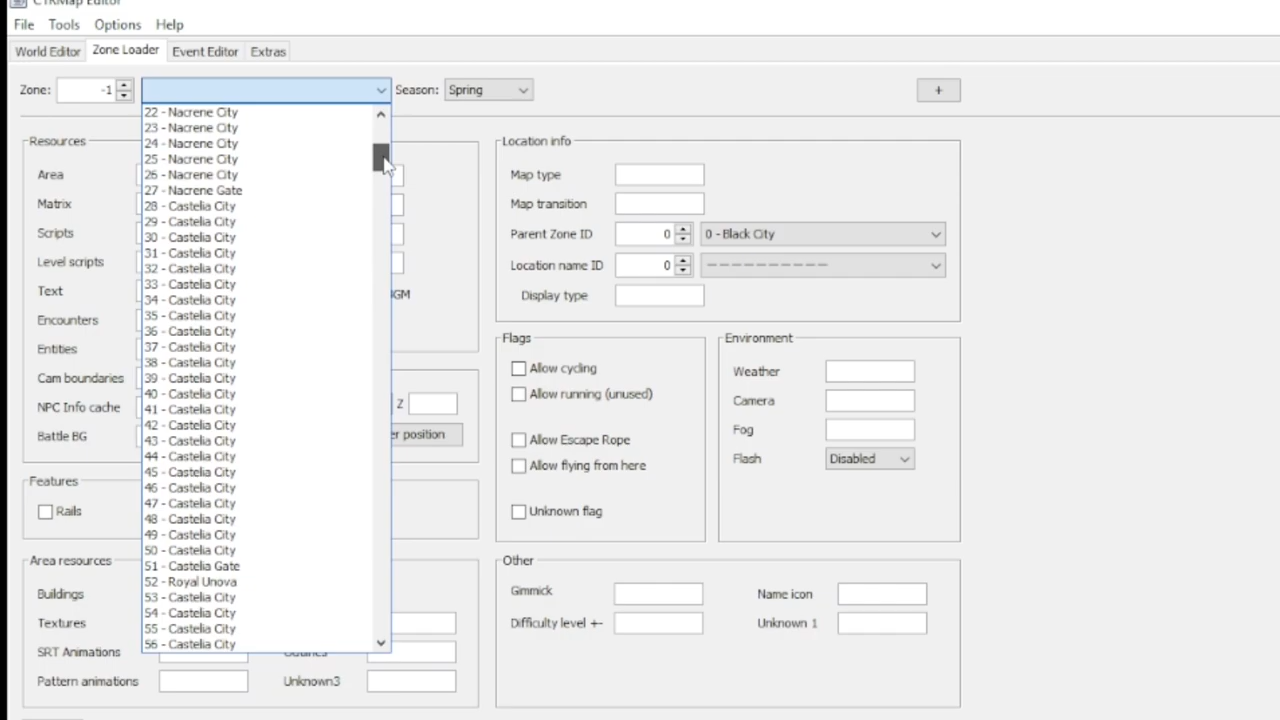 CTRMap Editor
File Tools Options Help
World Editor Zone Loader Event Editor Extras
Zone: -1 Season: Spring +
22 - Nacrene City
23 - Nacrene City
24 - Nacrene City
25 - Nacrene City
26 - Nacrene City
27 - Nacrene Gate
28 - Castelia City
29 - Castelia City
30 - Castelia City
31 - Castelia City
32 - Castelia City
33 - Castelia City
34 - Castelia City
35 - Castelia City
36 - Castelia City
37 - Castelia City
38 - Castelia City
39 - Castelia City
40 - Castelia City
41 - Castelia City
42 - Castelia City
43 - Castelia City
44 - Castelia City
45 - Castelia City
46 - Castelia City
47 - Castelia City
48 - Castelia City
49 - Castelia City
50 - Castelia City
51 - Castelia Gate
52 - Royal Unova
53 - Castelia City
54 - Castelia City
55 - Castelia City
56 - Castelia City
Resources
Area
Matrix
Scripts
Level scripts
Text
Encounters
Entities
Cam boundaries
NPC Info cache
Battle BG
Z
position
Features
Rails
Area resources
Buildings
Textures
SRT Animations
Pattern animations Unknown3
Location info
Map type
Map transition
Parent Zone ID 0 0 - Black City
Location name ID 0 ----------
Display type
Flags
Allow cycling
Allow running (unused)
Allow Escape Rope
Allow flying from here
Unknown flag
Environment
Weather
Camera
Fog
Flash Disabled
Other
Gimmick Name icon
Difficulty level +- Unknown 1